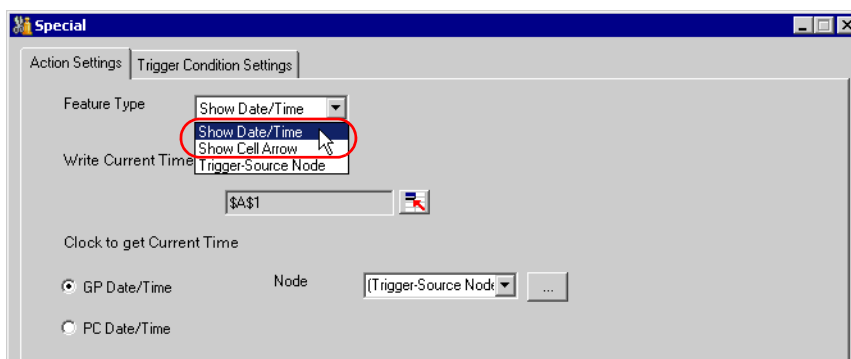 Special
Action Settings Trigger Condition Settings
Feature Type Show Date/Time
Show Date/Time
Show Cell Arrow
Write Current Time Trigger-Source Node
$A$1
Clock to get Current Time
GP Date/Time Node (Trigger-Source Node ...
PC Date/Time